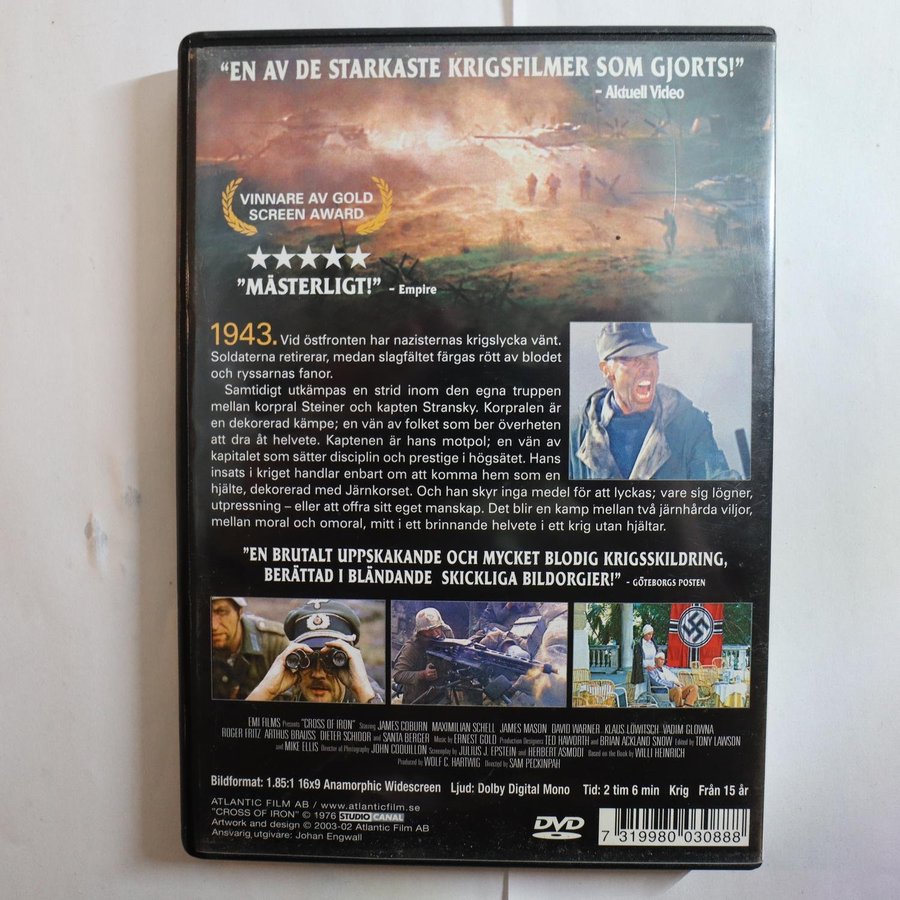 “EN AV DE STARKASTE KRIGSFILMER SOM GJORTS!”
– Aktuell Video
VINNARE AV GOLD
SCREEN AWARD
”MÄSTERLIGT!” - Empire
1943. Vid östfronten har nazisternas krigslycka vänt.
Soldaterna retirerar, medan slagfältet färgas rött av blodet
och ryssarnas fanor.
Samtidigt utkämpas en strid inom den egna truppen
mellan korpral Steiner och kapten Stransky. Korpralen är
en dekorerad kämpe; en vän av folket som ber överheten
att dra åt helvete. Kaptenen är hans motpol; en vän av
kapitalet som sätter disciplin och prestige i högsätet. Hans
insats i kriget handlar enbart om att komma hem som en
hjälte, dekorerad med Järnkorset. Och han skyr inga medel för att lyckas; vare sig lögner,
utpressning – eller att offra sitt eget manskap. Det blir en kamp mellan två järnhårda viljor,
mellan moral och omoral, mitt i ett brinnande helvete i ett krig utan hjältar.
”EN BRUTALT UPPSKAKANDE OCH MYCKET BLODIG KRIGSSKILDRING,
BERÄTTAD I BLÄNDANDE SKICKLIGA BILDORGIER!” - GÖTEBORGS POSTEN
EMI FILMS Presents “CROSS OF IRON” Starring JAMES COBURN MAXIMILIAN SCHELL JAMES MASON DAVID WARNER KLAUS LÖWITSCH VADIM GLOWNA
ROGER FRITZ ARTHUS BRAUSS DIETER SCHIDOR and SANTA BERGER Music by ERNEST GOLD Production Designers TED HAWORTH and BRIAN ACKLAND SNOW Edited by TONY LAWSON
and MIKE ELLIS Director of Photography JOHN COQUILLON Screenplay by JULIUS J. EPSTEIN and HERBERT ASMODI Based on the Book by WILLI HEINRICH
Produced by WOLF C. HARTWIG Directed by SAM PECKINPAH
Bildformat: 1.85:1 16x9 Anamorphic Widescreen Ljud: Dolby Digital Mono Tid: 2 tim 6 min Krig Från 15 år
ATLANTIC FILM AB / www.atlanticfilm.se
“CROSS OF IRON” © 1976 STUDIO CANAL
Artwork and design © 2003-02 Atlantic Film AB
Ansvarig utgivare: Johan Engwall
DVD
VIDEO
7 319980 030888